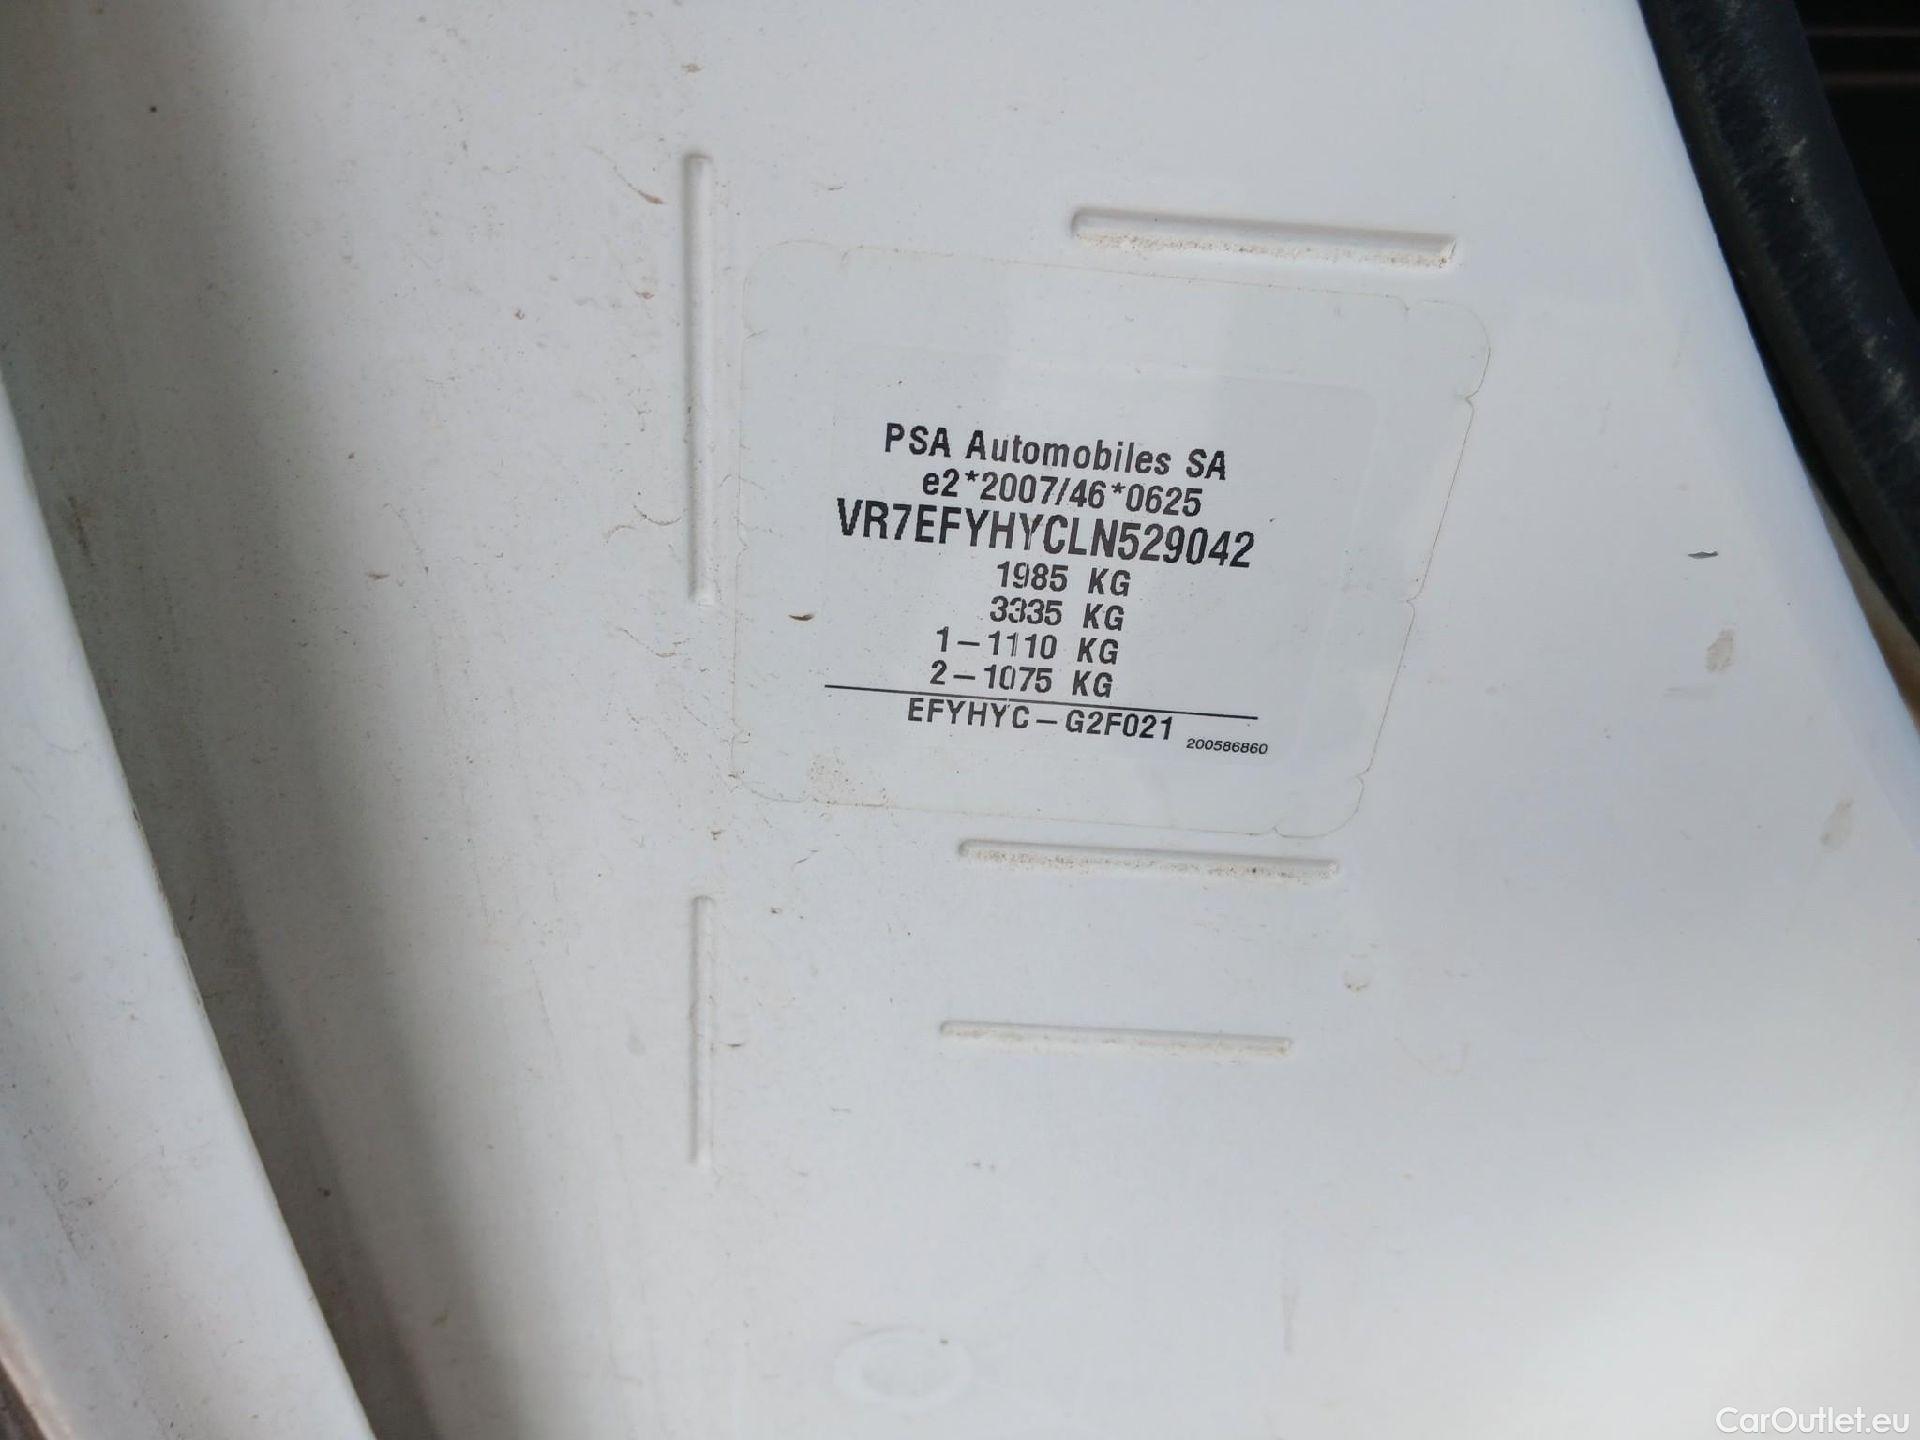 PSA Automobiles SA
e2*2007/46*0625
VR7EFYHYCLN529042
1985 KG
3335 KG
1-1110 KG
2-1075 KG
EFYHYC-G2F021
200586860
CarOutlet.eu